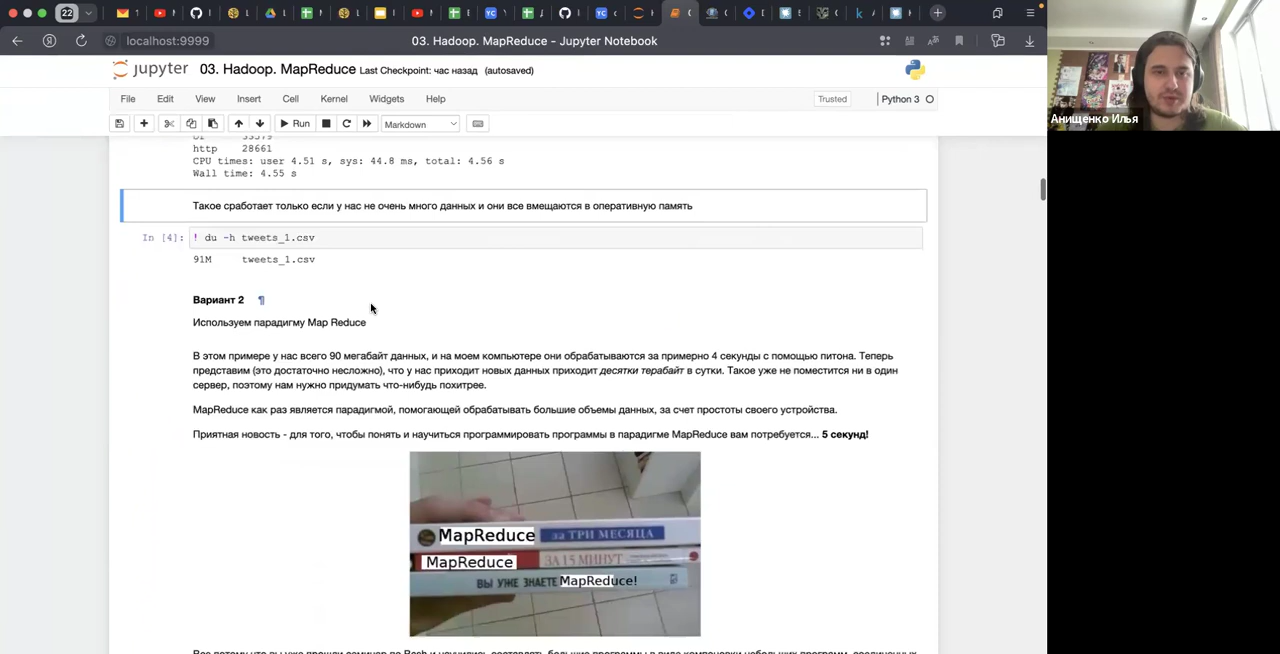 22
localhost:9999
03. Hadoop. MapReduce - Jupyter Notebook
jupyter 03. Hadoop. MapReduce Last Checkpoint: час назад (autosaved)
File Edit View Insert Cell Kernel Widgets Help Trusted Python 3
Run Markdown
http 28661
CPU times: user 4.51 s, sys: 44.8 ms, total: 4.56 s
Wall time: 4.55 s
Такое сработает только если у нас не очень много данных и они все вмещаются в оперативную память
In [4]: ! du -h tweets_1.csv
91M tweets_1.csv
Вариант 2 ¶
Используем парадигму Map Reduce
В этом примере у нас всего 90 мегабайт данных, и на моем компьютере они обрабатываются за примерно 4 секунды с помощью питона. Теперь
представим (это достаточно несложно), что у нас приходит новых данных приходит десятки терабайт в сутки. Такое уже не поместится ни в один
сервер, поэтому нам нужно придумать что-нибудь похитрее.
MapReduce как раз является парадигмой, помогающей обрабатывать большие объемы данных, за счет простоты своего устройства.
Приятная новость - для того, чтобы понять и научиться программировать программы в парадигме MapReduce вам потребуется... 5 секунд!
MapReduce за ТРИ МЕСЯЦА
MapReduce ЗА 15 МИНУТ
ВЫ УЖЕ ЗНАЕТЕ MapReduce!
Анищенко Илья